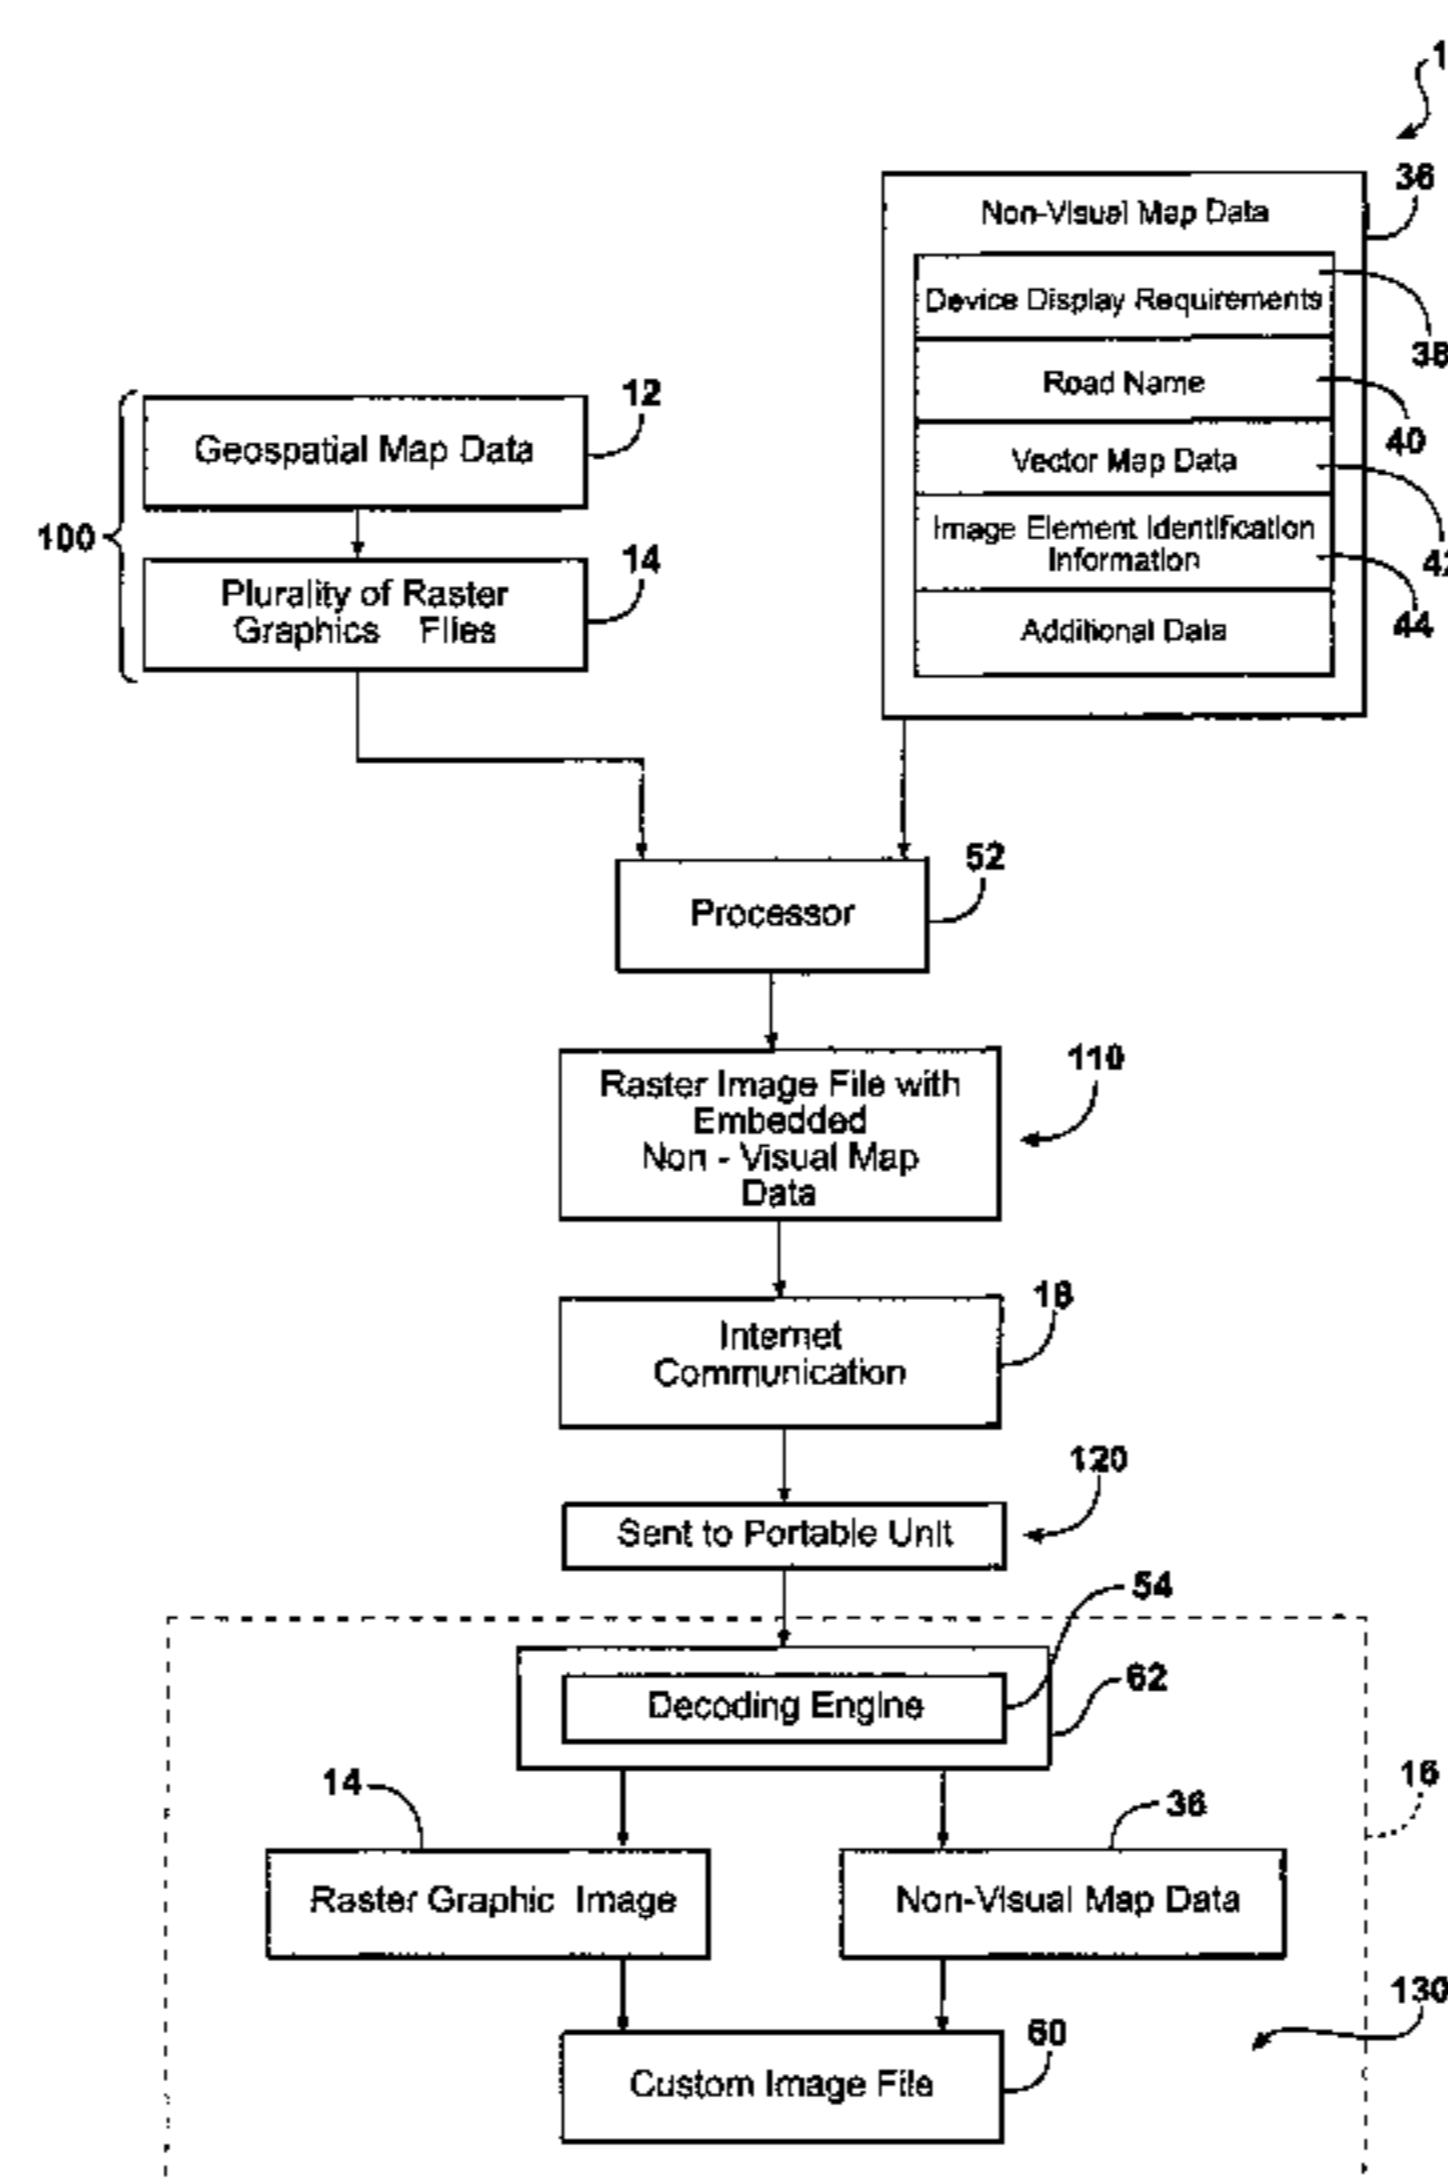 1
36
Non-Visual Map Data
Device Display Requirements
38
Road Name
40
Vector Map Data
42
Image Element Identification
Information
44
Additional Data
100
Geospatial Map Data
12
Plurality of Raster
Graphics Files
14
Processor
52
Raster Image File with
Embedded
Non - Visual Map
Data
110
Internet
Communication
18
Sent to Portable Unit
120
54
Decoding Engine
62
16
14
36
Raster Graphic Image
Non-Visual Map Data
130
60
Custom Image File